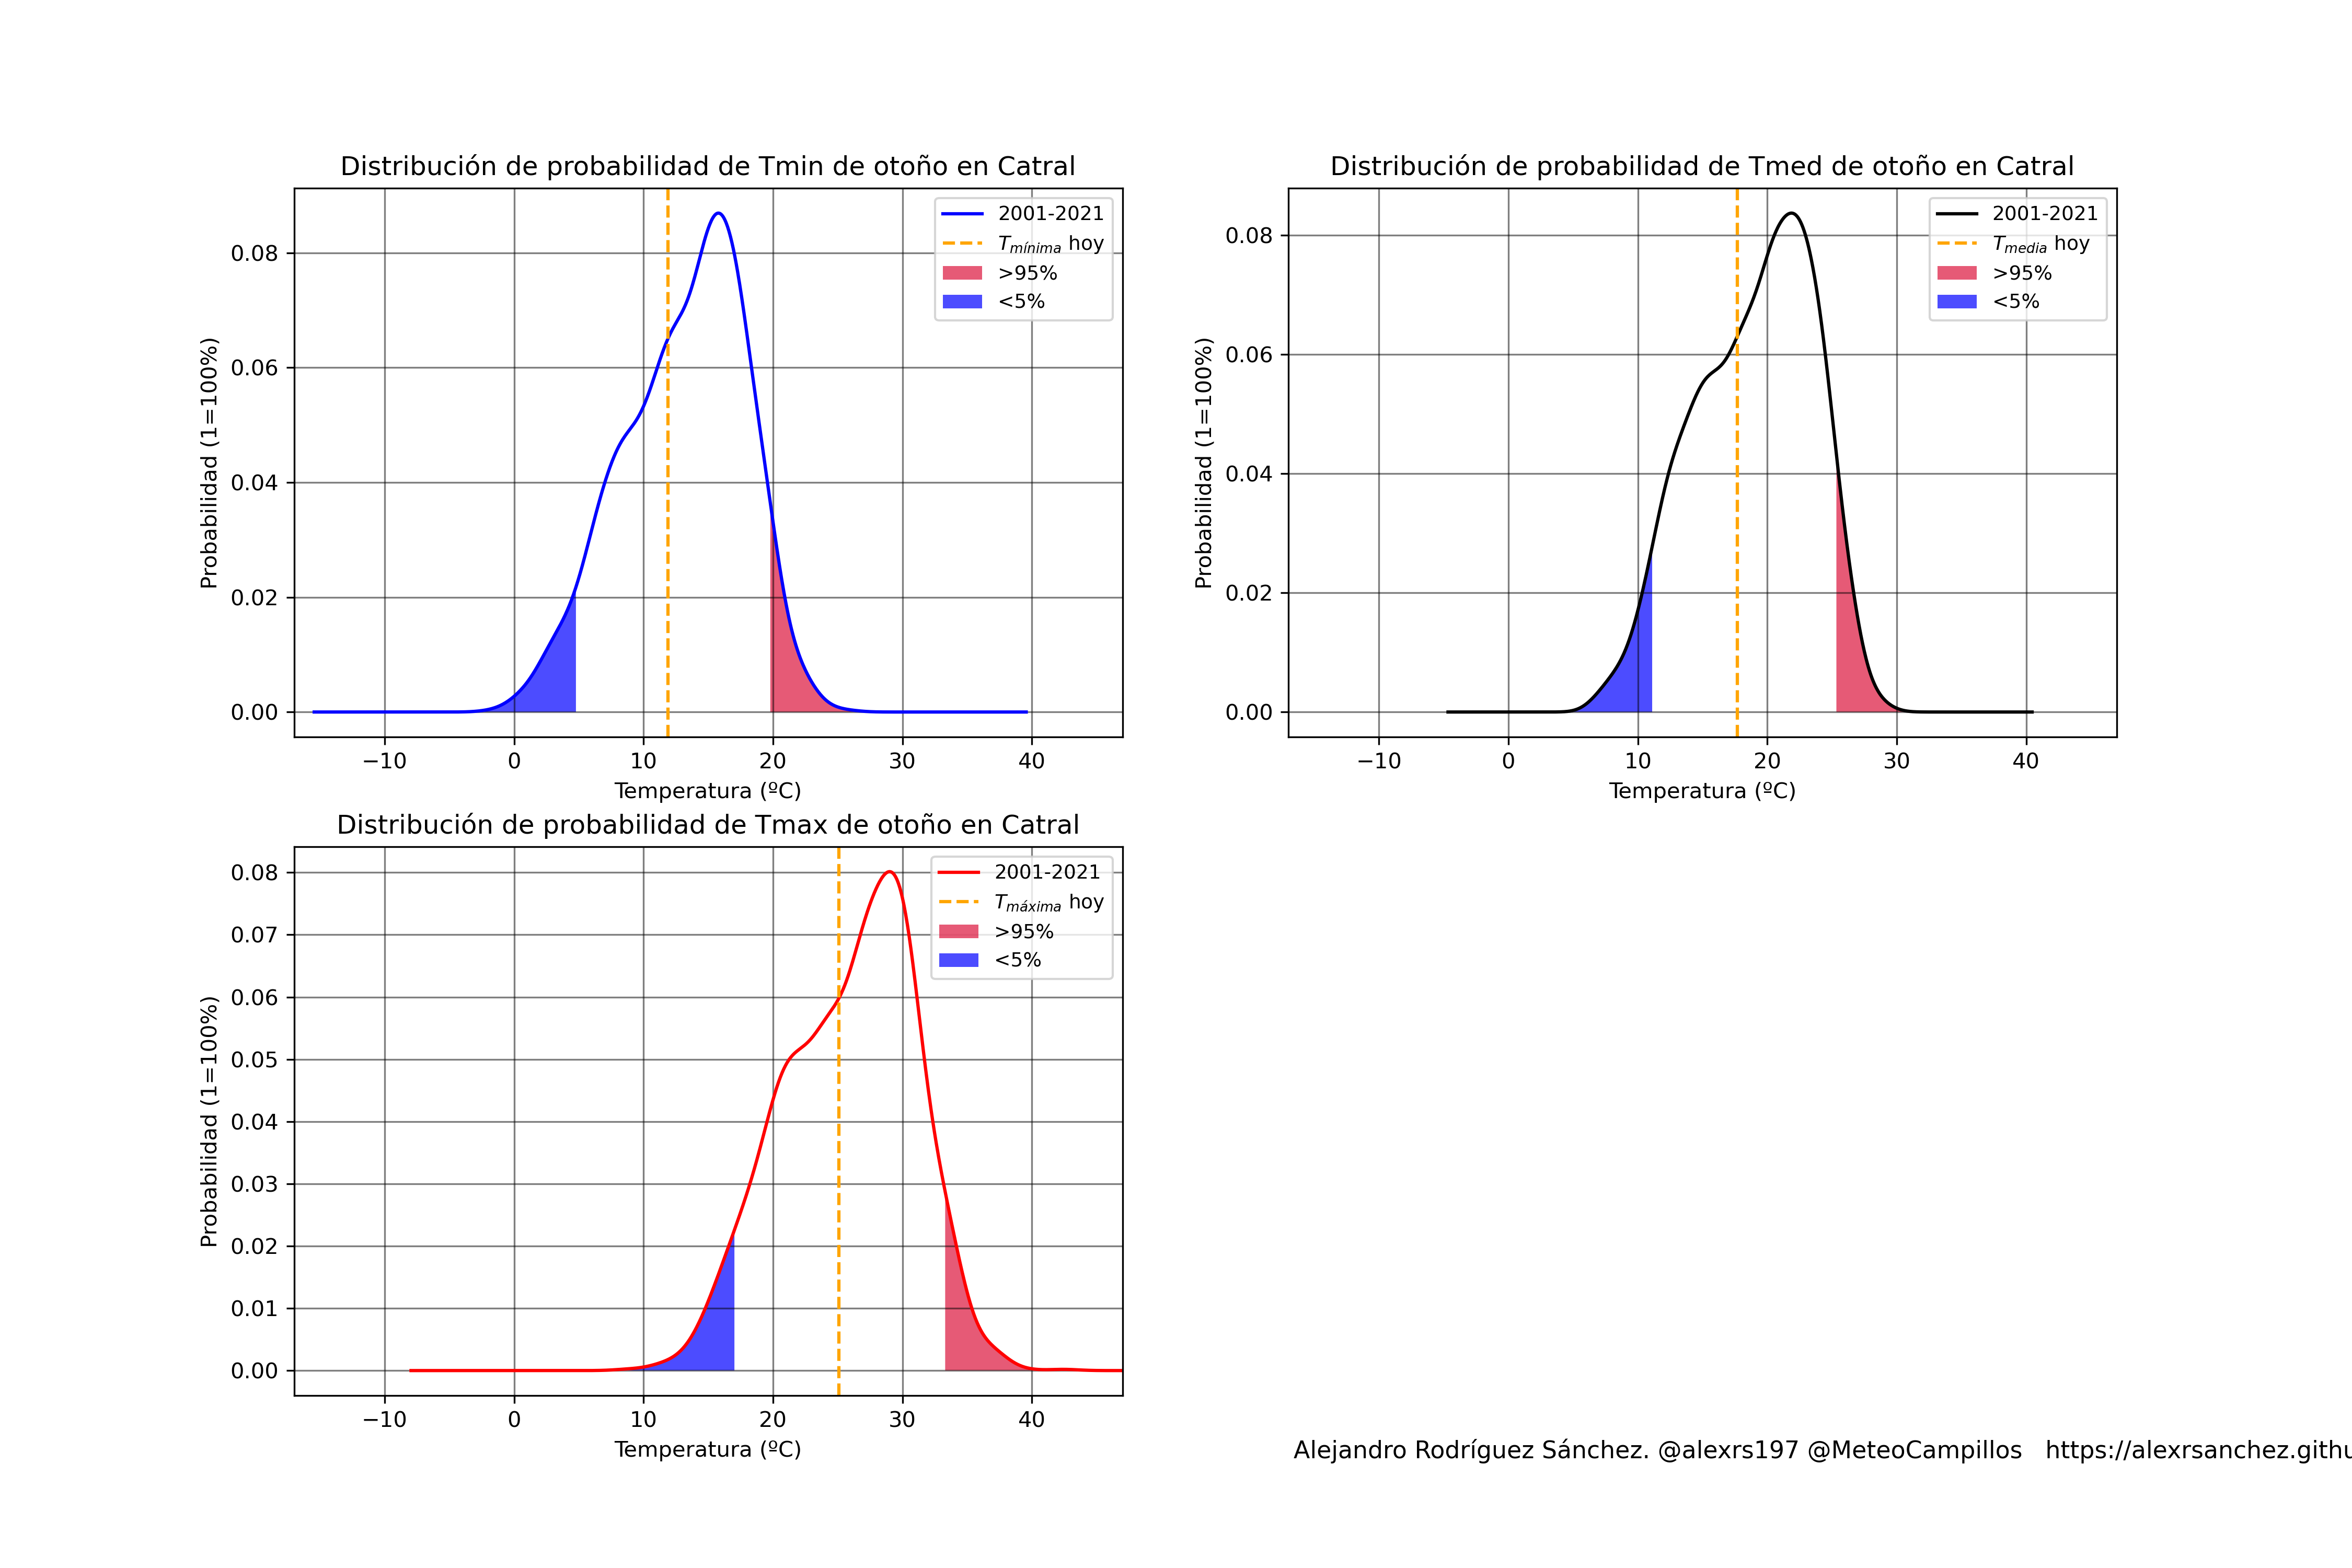 Distribución de probabilidad de Tmin de otoño en Catral
2001-2021
T_mínima hoy
>95%
<5%
Probabilidad (1=100%)
0.08
0.06
0.04
0.02
0.00
−10 0 10 20 30 40
Temperatura (ºC)
Distribución de probabilidad de Tmed de otoño en Catral
2001-2021
T_media hoy
>95%
<5%
Probabilidad (1=100%)
0.08
0.06
0.04
0.02
0.00
−10 0 10 20 30 40
Temperatura (ºC)
Distribución de probabilidad de Tmax de otoño en Catral
2001-2021
T_máxima hoy
>95%
<5%
Probabilidad (1=100%)
0.08
0.07
0.06
0.05
0.04
0.03
0.02
0.01
0.00
−10 0 10 20 30 40
Temperatura (ºC)
Alejandro Rodríguez Sánchez. @alexrs197 @MeteoCampillos https://alexrsanchez.githu